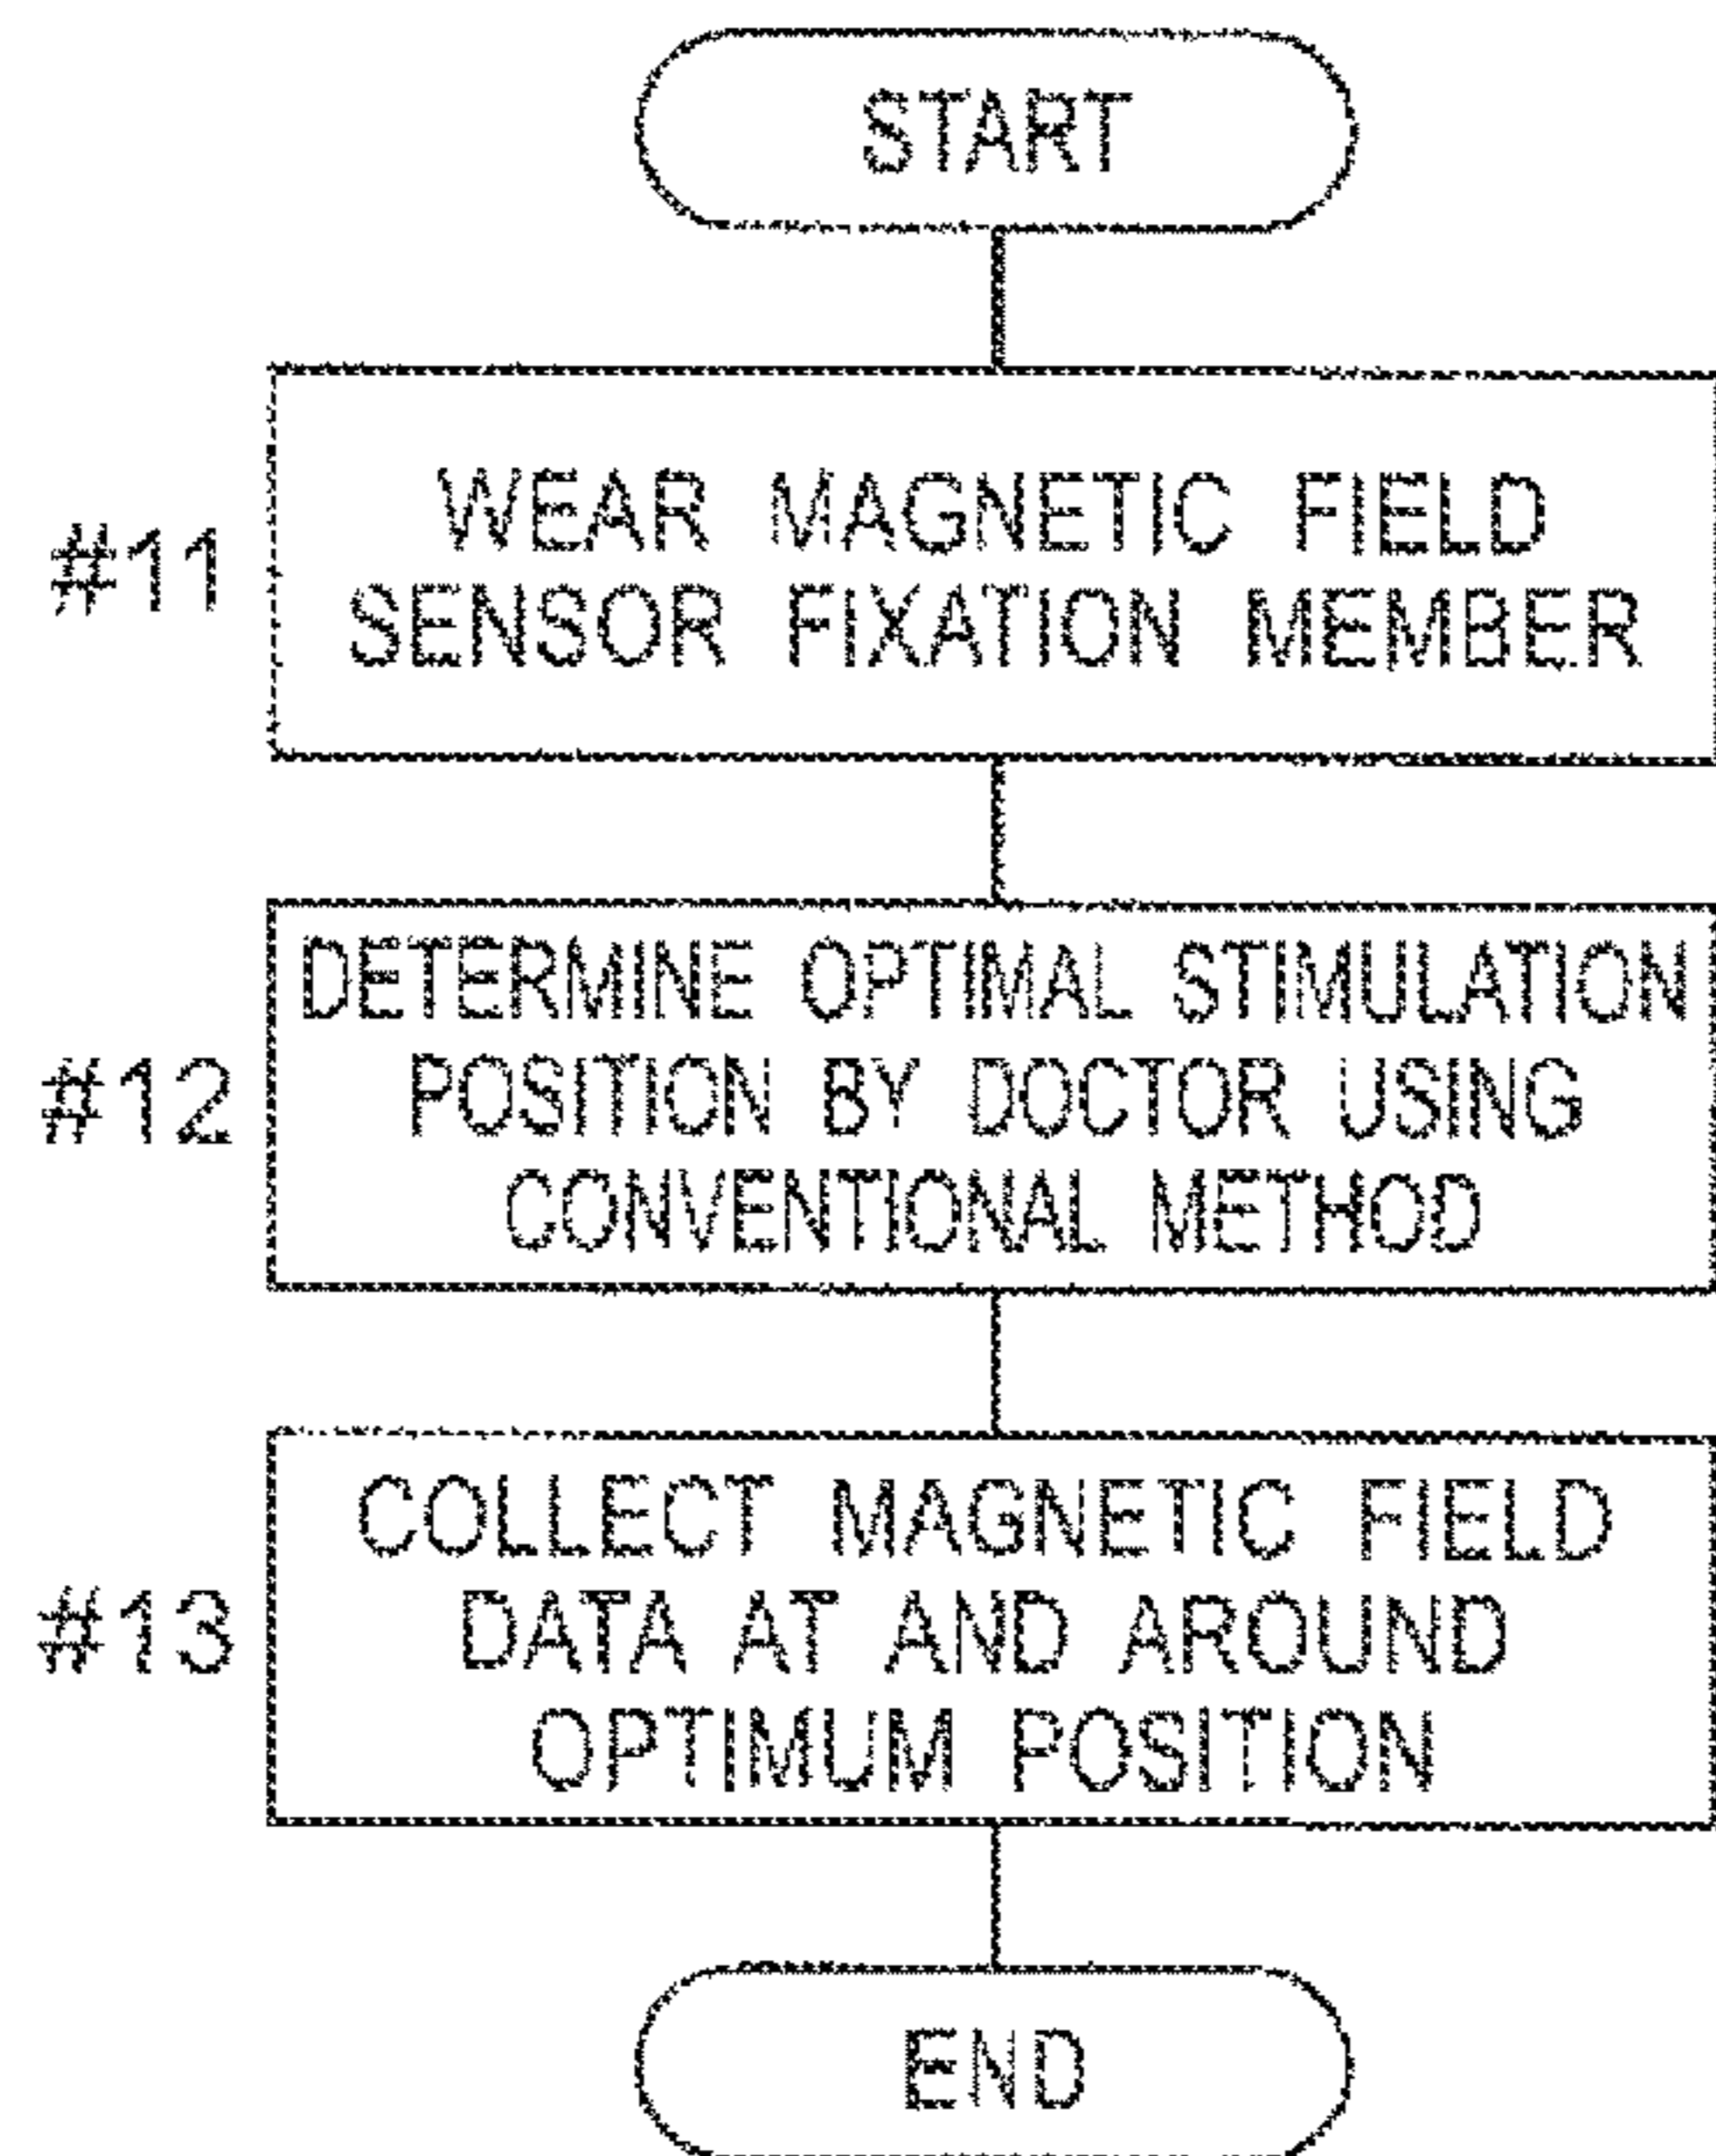 START
#11
WEAR MAGNETIC FIELD
SENSOR FIXATION MEMBER
#12
DETERMINE OPTIMAL STIMULATION
POSITION BY DOCTOR USING
CONVENTIONAL METHOD
#13
COLLECT MAGNETIC FIELD
DATA AT AND AROUND
OPTIMUM POSITION
END